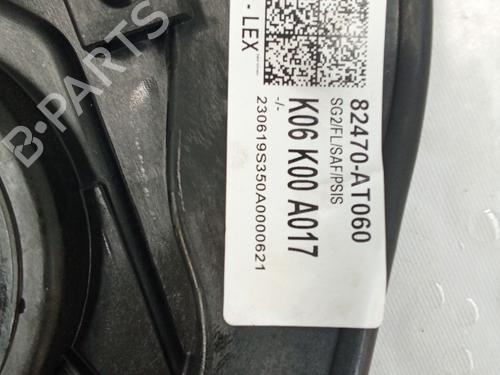 - LEX
82470-AT060
SG2/FL/SAF/PSIS
K06 K00 A017
-/-
230619S350A0000621
B-PARTS